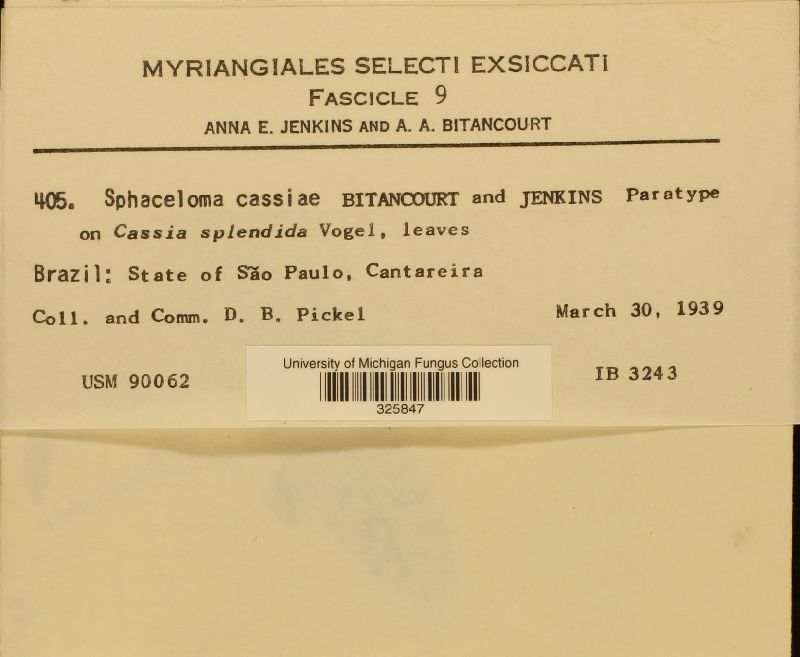 MYRIANGIALES SELECTI EXSICCATI
FASCICLE 9
ANNA E. JENKINS AND A. A. BITANCOURT
405. Sphaceloma cassiae BITANCOURT and JENKINS Paratype
on Cassia splendida Vogel, leaves
Brazil: State of São Paulo, Cantareira
Coll. and Comm. D. B. Pickel March 30, 1939
USM 90062
University of Michigan Fungus Collection
325847
IB 3243